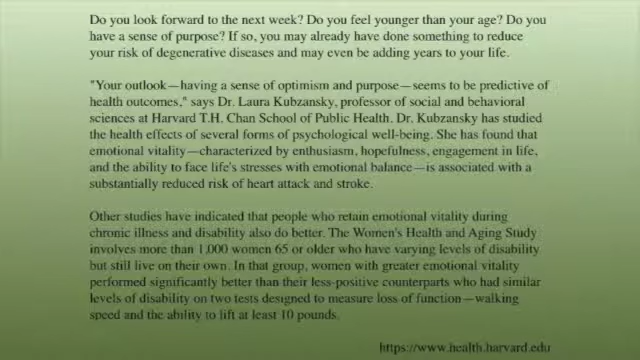 Do you look forward to the next week? Do you feel younger than your age? Do you
have a sense of purpose? If so, you may already have done something to reduce
your risk of degenerative diseases and may even be adding years to your life.
"Your outlook—having a sense of optimism and purpose—seems to be predictive of
health outcomes," says Dr. Laura Kubzansky, professor of social and behavioral
sciences at Harvard T.H. Chan School of Public Health. Dr. Kubzansky has studied
the health effects of several forms of psychological well-being. She has found that
emotional vitality—characterized by enthusiasm, hopefulness, engagement in life,
and the ability to face life's stresses with emotional balance—is associated with a
substantially reduced risk of heart attack and stroke.
Other studies have indicated that people who retain emotional vitality during
chronic illness and disability also do better. The Women's Health and Aging Study
involves more than 1,000 women 65 or older who have varying levels of disability
but still live on their own. In that group, women with greater emotional vitality
performed significantly better than their less-positive counterparts who had similar
levels of disability on two tests designed to measure loss of function—walking
speed and the ability to lift at least 10 pounds.
https://www.health.harvard.edu